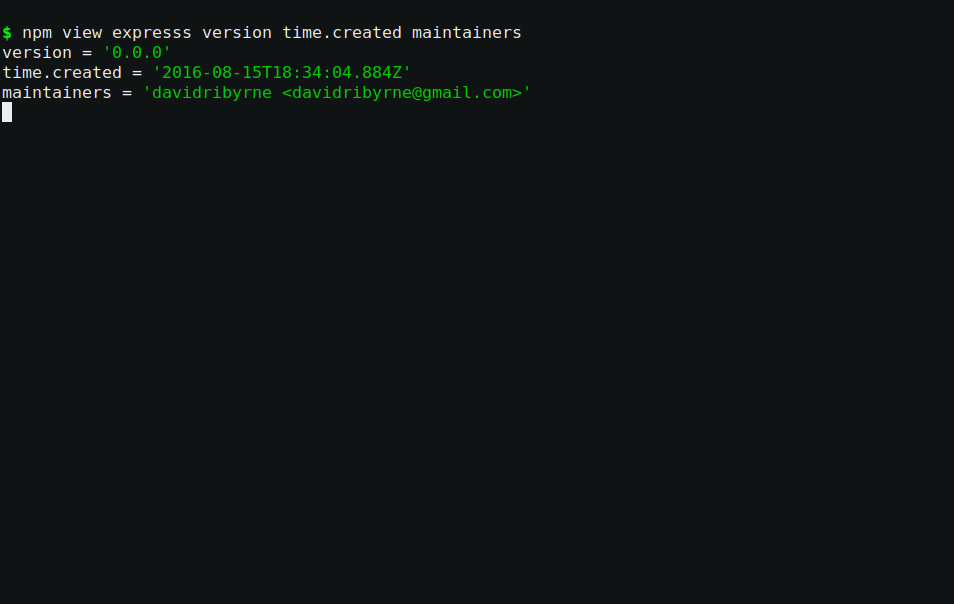 $ npm view expresss version time.created maintainers
version = '0.0.0'
time.created = '2016-08-15T18:34:04.884Z'
maintainers = 'davidribyrne <davidribyrne@gmail.com>'